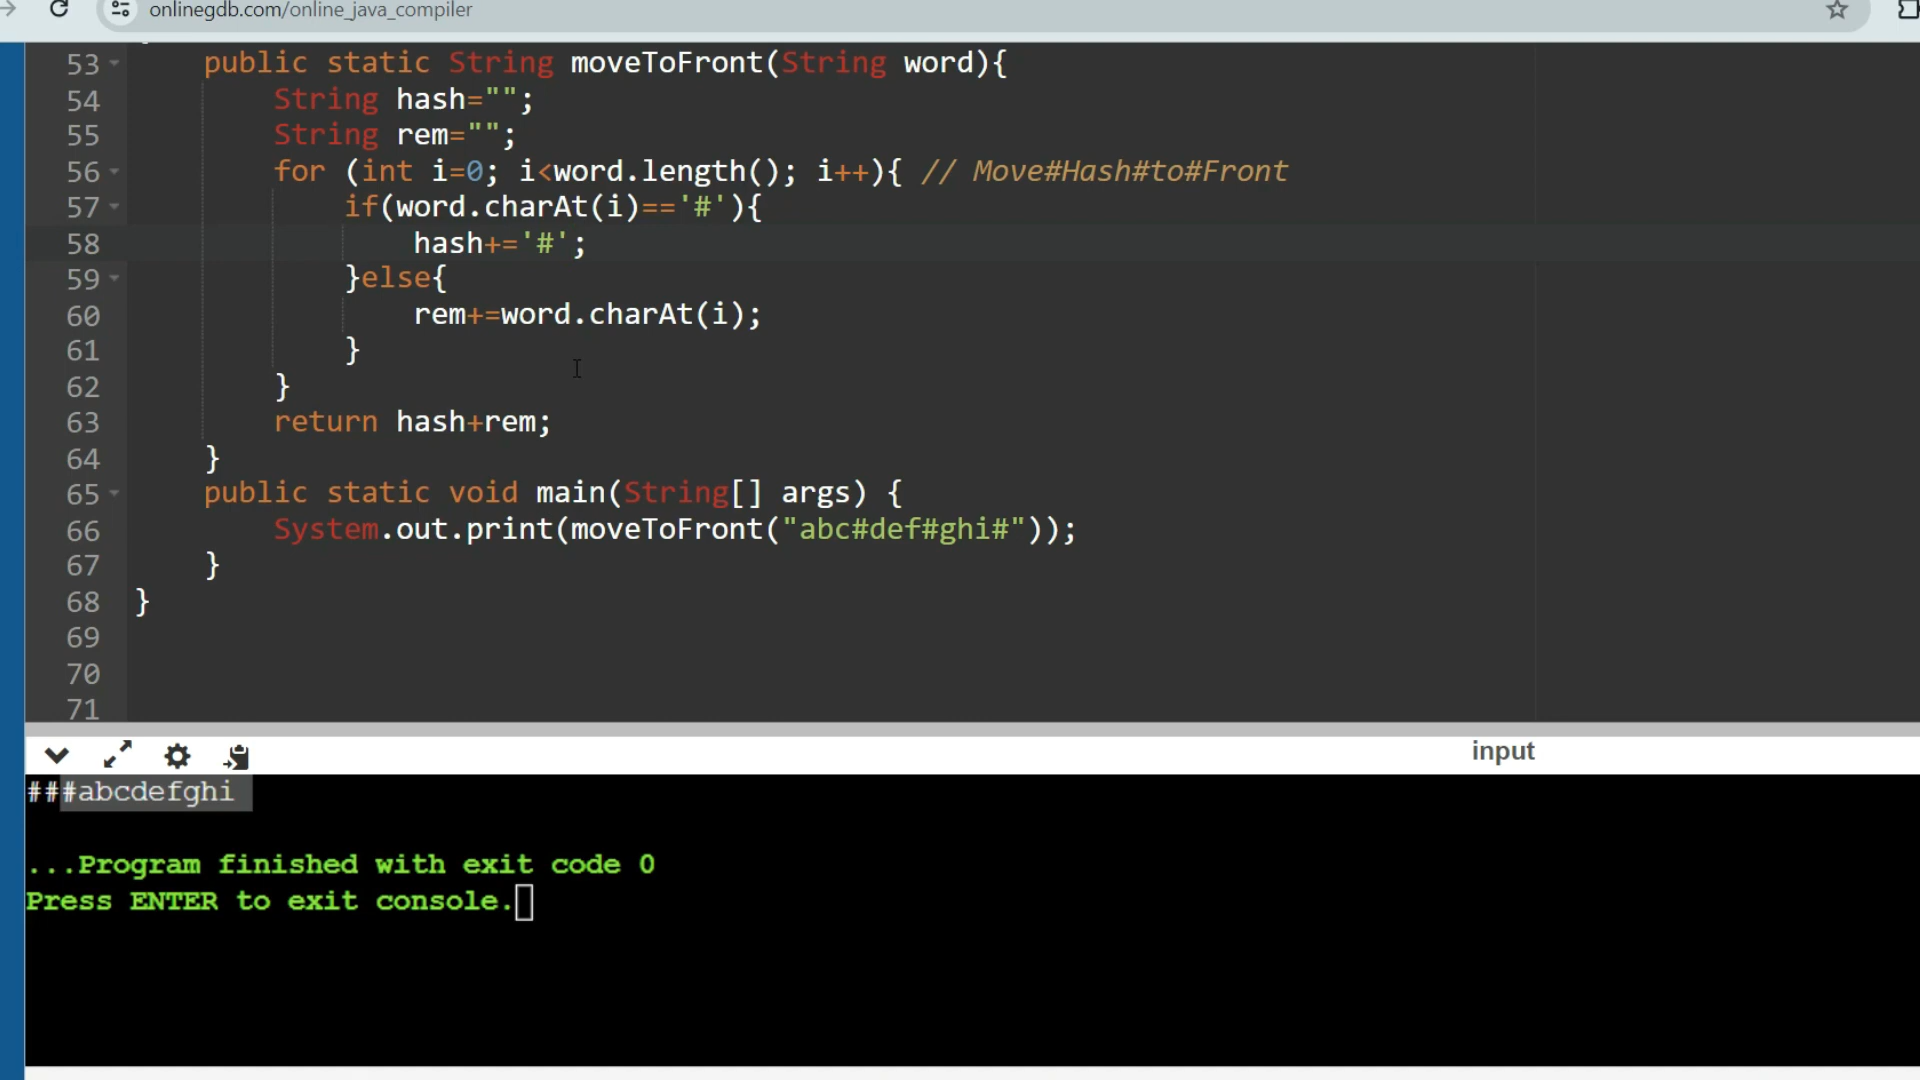 onlinegdb.com/online_java_compiler
53 public static String moveToFront(String word){
54 String hash="";
55 String rem="";
56 for (int i=0; i<word.length(); i++){ // Move#Hash#to#Front
57 if(word.charAt(i)=='#'){
58 hash+='#';
59 }else{
60 rem+=word.charAt(i);
61 }
62 }
63 return hash+rem;
64 }
65 public static void main(String[] args) {
66 System.out.print(moveToFront("abc#def#ghi#"));
67 }
68 }
69
70
71
input
###abcdefghi
...Program finished with exit code 0
Press ENTER to exit console.